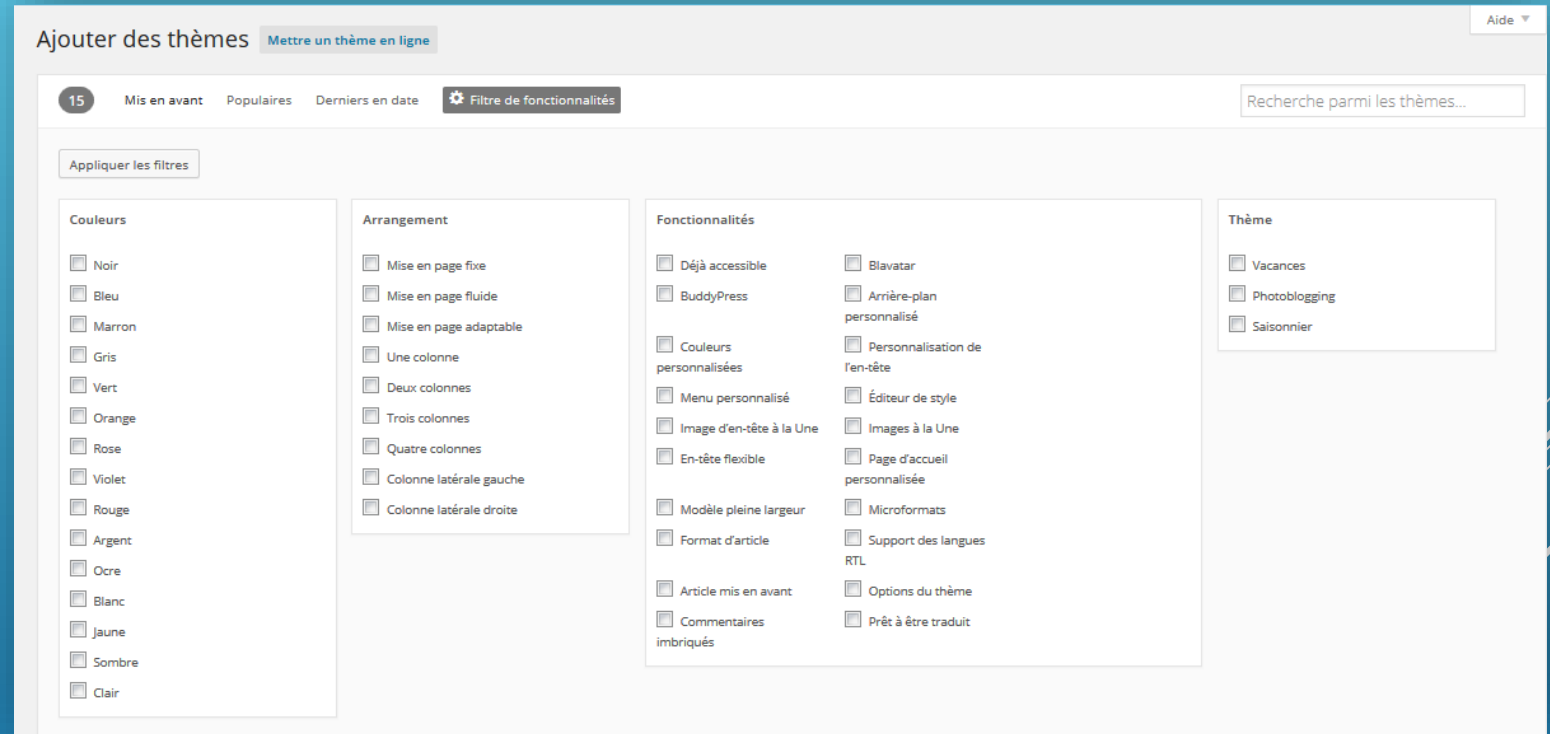 Aide
Ajouter des thèmes Mettre un thème en ligne
15 Mis en avant Populaires Derniers en date Filtre de fonctionnalités Recherche parmi les thèmes...
Appliquer les filtres
Couleurs
Noir
Bleu
Marron
Gris
Vert
Orange
Rose
Violet
Rouge
Argent
Ocre
Blanc
Jaune
Sombre
Clair
Arrangement
Mise en page fixe
Mise en page fluide
Mise en page adaptable
Une colonne
Deux colonnes
Trois colonnes
Quatre colonnes
Colonne latérale gauche
Colonne latérale droite
Fonctionnalités
Déjà accessible
BuddyPress
Couleurs
personnalisées
Menu personnalisé
Image d'en-tête à la Une
En-tête flexible
Modèle pleine largeur
Format d'article
Article mis en avant
Commentaires
imbriqués
Blavatar
Arrière-plan
personnalisé
Personnalisation de
l'en-tête
Éditeur de style
Images à la Une
Page d'accueil
personnalisée
Microformats
Support des langues
RTL
Options du thème
Prêt à être traduit
Thème
Vacances
Photoblogging
Saisonnier